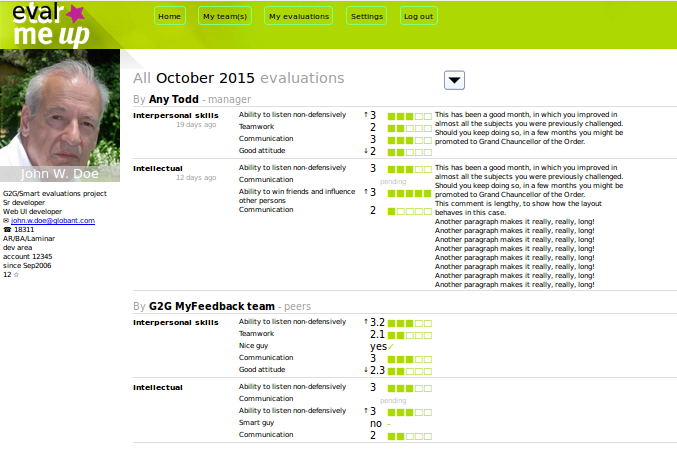 eval
star
me up
Home
My team(s)
My evaluations
Settings
Log out
John W. Doe
G2G/Smart evaluations project
Sr developer
Web UI developer
✉ john.w.doe@globant.com
☎ 18311
AR/BA/Laminar
dev area
account 12345
since Sep2006
12 ☆
All October 2015 evaluations
By Any Todd - manager
Interpersonal skills
19 days ago
Ability to listen non-defensively ↑ 3
Teamwork 2
Communication 3
Good attitude ↓ 2
This has been a good month, in which you improved in
almost all the subjects you were previously challenged.
Should you keep doing so, in a few months you might be
promoted to Grand Chancellor of the Order.
Intellectual
12 days ago
Ability to listen non-defensively 3
Communication
pending
Ability to win friends and influence ↑ 3
other persons
Communication 2
This has been a good month, in which you improved in
almost all the subjects you were previously challenged.
Should you keep doing so, in a few months you might be
promoted to Grand Chancellor of the Order.
This comment is lengthy, to show how the layout
behaves in this case.
Another paragraph makes it really, really, long!
Another paragraph makes it really, really, long!
Another paragraph makes it really, really, long!
Another paragraph makes it really, really, long!
Another paragraph makes it really, really, long!
Another paragraph makes it really, really, long!
Another paragraph makes it really, really, long!
Another paragraph makes it really, really, long!
By G2G MyFeedback team - peers
Interpersonal skills
Ability to listen non-defensively ↑ 3.2
Teamwork 2.1
Nice guy yes ✓
Communication 3
Good attitude ↓ 2.3
Intellectual
Ability to listen non-defensively 3
Communication
pending
Ability to listen non-defensively ↑ 3
Smart guy no -
Communication 2